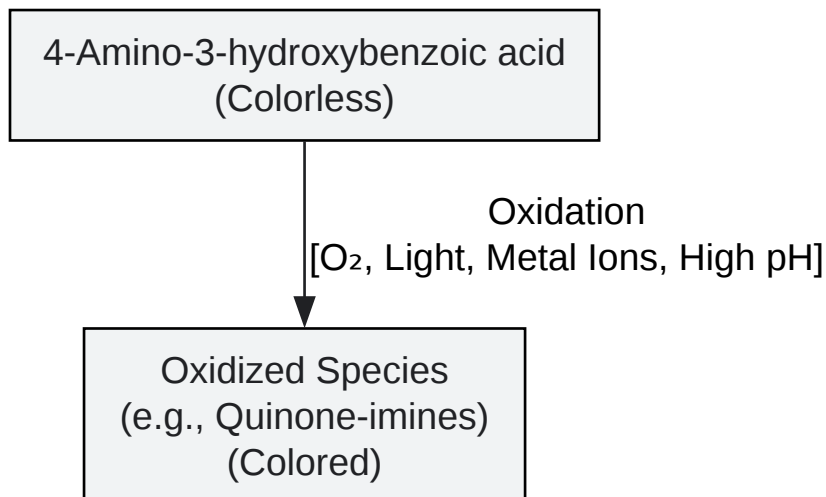 4-Amino-3-hydroxybenzoic acid
(Colorless)
Oxidation
[O₂, Light, Metal Ions, High pH]
Oxidized Species
(e.g., Quinone-imines)
(Colored)